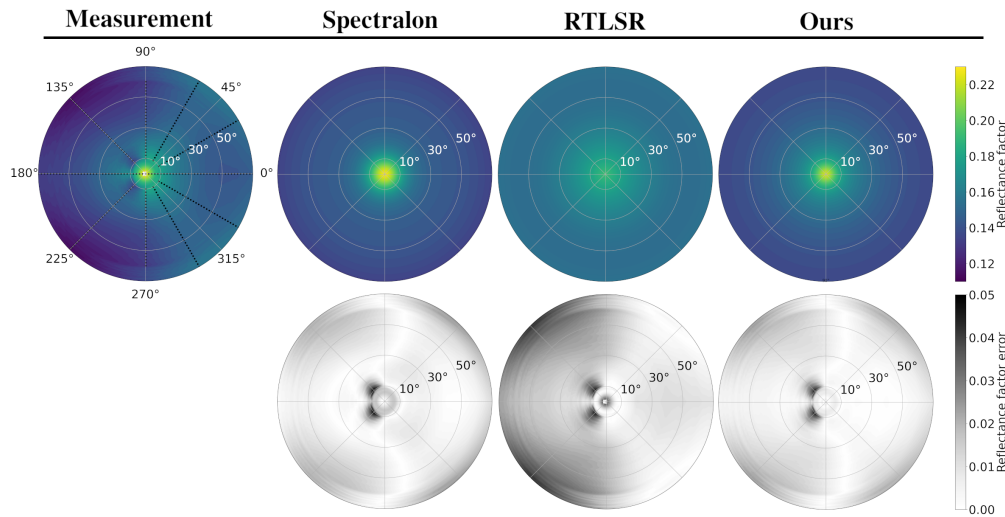 Measurement Spectralon RTLSR Ours
90°
135° 45°
50° 50° 50° 50°
30° 30° 30° 30°
10° 10° 10° 10°
180° 0°
225° 315°
270°
0.22
0.20
0.18
0.16
0.14
0.12
Reflectance factor
50° 50° 50°
30° 30° 30°
10° 10° 10°
0.05
0.04
0.03
0.02
0.01
0.00
Reflectance factor error